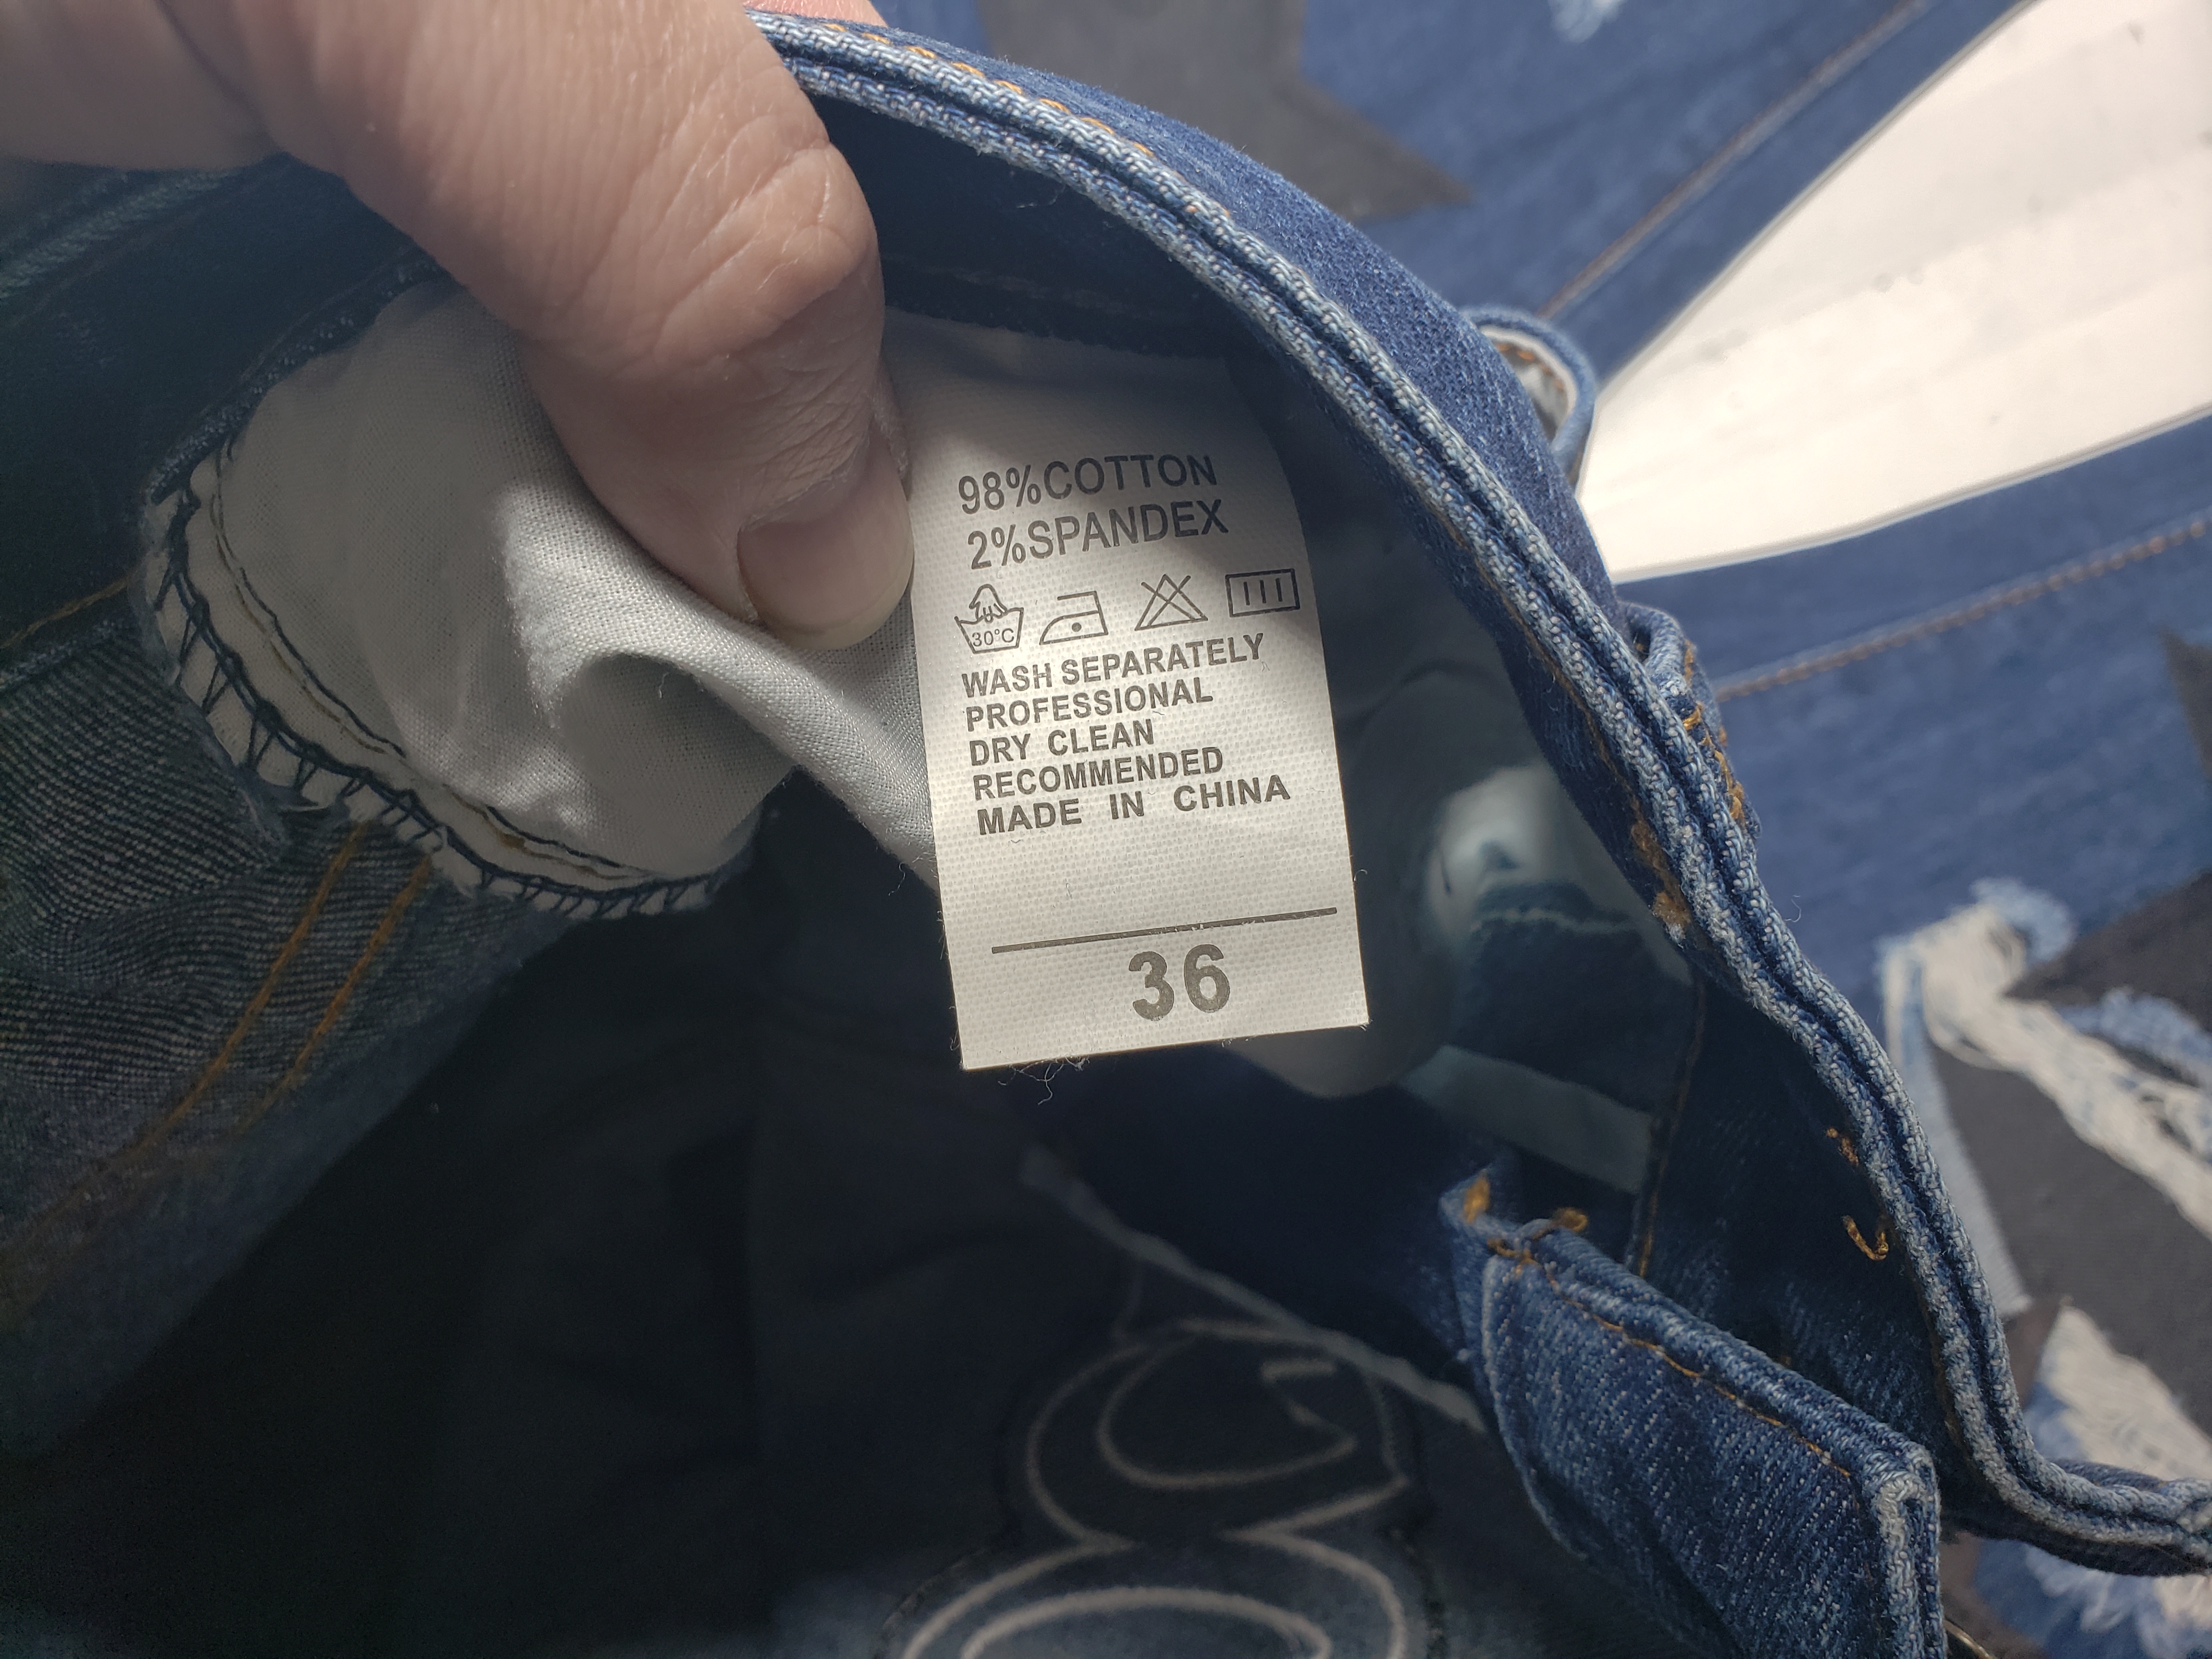 98%COTTON
2%SPANDEX
30°C
WASH SEPARATELY
PROFESSIONAL
DRY CLEAN
RECOMMENDED
MADE IN CHINA
36